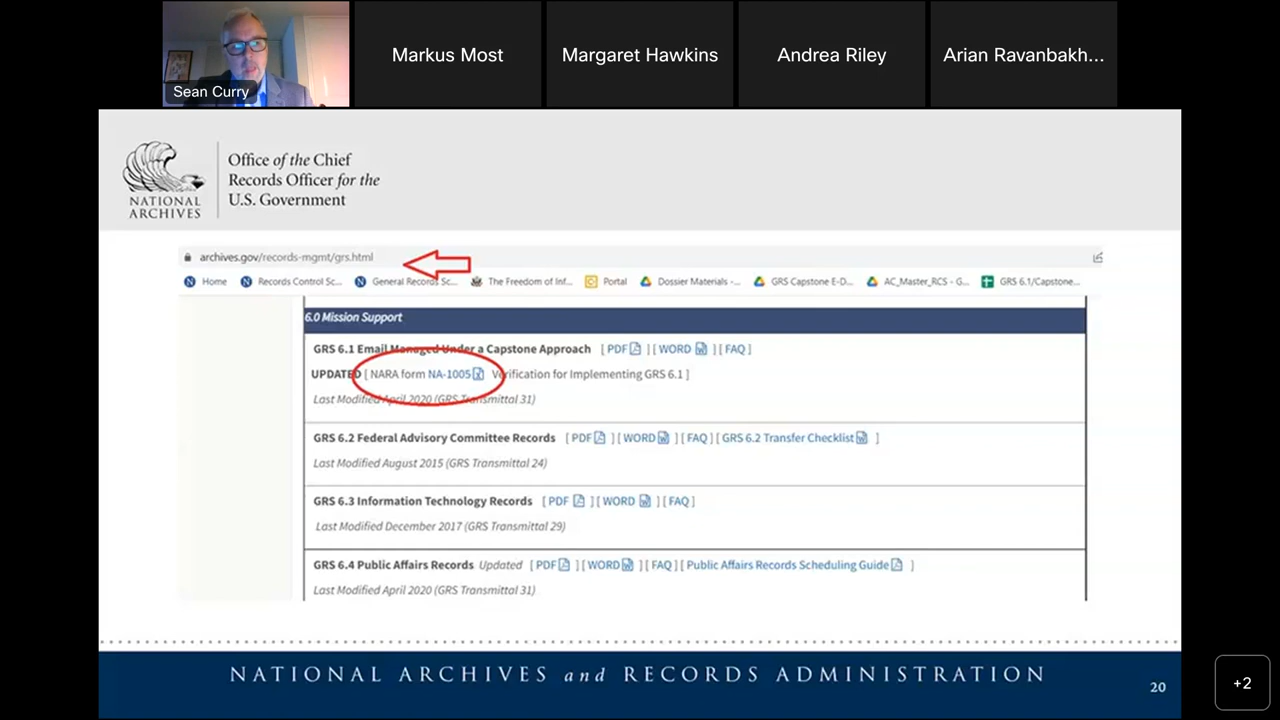 Sean Curry
Markus Most
Margaret Hawkins
Andrea Riley
Arian Ravanbakh...
NATIONAL
ARCHIVES
Office of the Chief
Records Officer for the
U.S. Government
archives.gov/records-mgmt/grs.html
Home
Records Control Sc...
General Records Sc...
The Freedom of Inf...
Portal
Dossier Materials -...
GRS Capstone E-D...
AC_Master_RCS - G...
GRS 6.1/Capstone...
6.0 Mission Support
GRS 6.1 Email Managed Under a Capstone Approach [ PDF ] [ WORD ] [ FAQ ]
UPDATED [ NARA form NA-1005 Verification for Implementing GRS 6.1 ]
Last Modified April 2020 (GRS Transmittal 31)
GRS 6.2 Federal Advisory Committee Records [ PDF ] [ WORD ] [ FAQ ] [ GRS 6.2 Transfer Checklist ]
Last Modified August 2015 (GRS Transmittal 24)
GRS 6.3 Information Technology Records [ PDF ] [ WORD ] [ FAQ ]
Last Modified December 2017 (GRS Transmittal 29)
GRS 6.4 Public Affairs Records Updated [ PDF ] [ WORD ] [ FAQ ] [ Public Affairs Records Scheduling Guide ]
Last Modified April 2020 (GRS Transmittal 31)
NATIONAL ARCHIVES and RECORDS ADMINISTRATION
20
+2